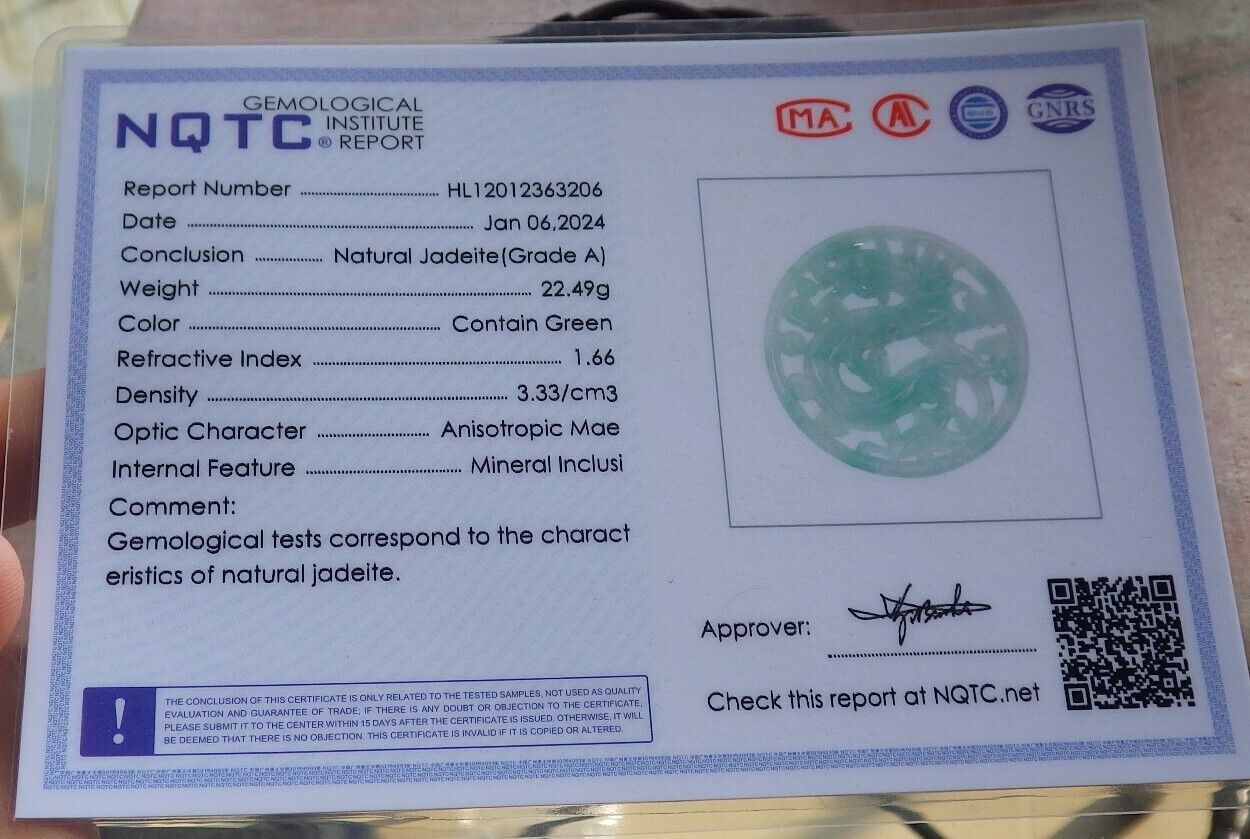 GEMOLOGICAL
NQTC® INSTITUTE
REPORT
MA
GNRS
Report Number ........ HL12012363206
Date ........ Jan 06,2024
Conclusion ........ Natural Jadeite(Grade A)
Weight ........ 22.49g
Color ........ Contain Green
Refractive Index ........ 1.66
Density ........ 3.33/cm3
Optic Character ........ Anisotropic Mae
Internal Feature ........ Mineral Inclusi
Comment:
Gemological tests correspond to the charact
eristics of natural jadeite.
! THE CONCLUSION OF THIS CERTIFICATE IS ONLY RELATED TO THE TESTED SAMPLES, NOT USED AS QUALITY
EVALUATION AND GUARANTEE OF TRADE; IF THERE IS ANY DOUBT OR OBJECTION TO THE CERTIFICATE,
PLEASE SUBMIT IT TO THE CENTER WITHIN 15 DAYS AFTER THE CERTIFICATE IS ISSUED. OTHERWISE, IT WILL
BE DEEMED THAT THERE IS NO OBJECTION. THIS CERTIFICATE IS INVALID IF IT IS COPIED OR ALTERED.
Approver:
Check this report at NQTC.net